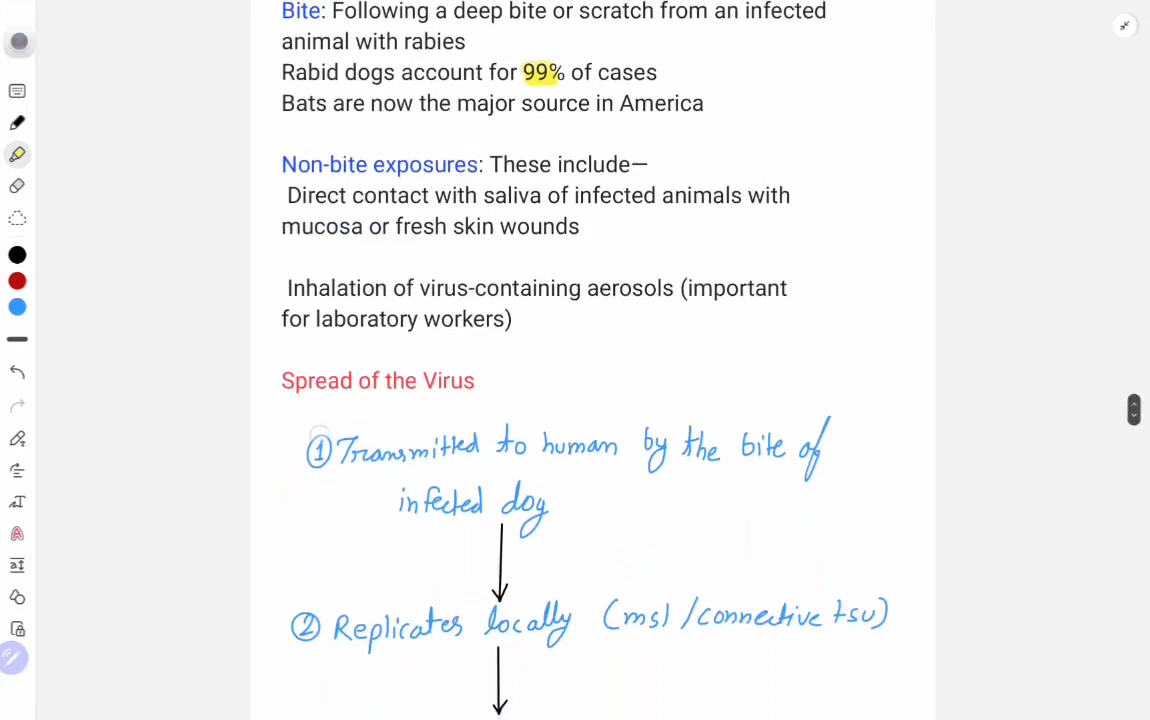 Bite: Following a deep bite or scratch from an infected
animal with rabies
Rabid dogs account for 99% of cases
Bats are now the major source in America
Non-bite exposures: These include—
Direct contact with saliva of infected animals with
mucosa or fresh skin wounds
Inhalation of virus-containing aerosols (important
for laboratory workers)
Spread of the Virus
① Transmitted to human by the bite of
infected dog
② Replicates locally (msl / connective tsu)